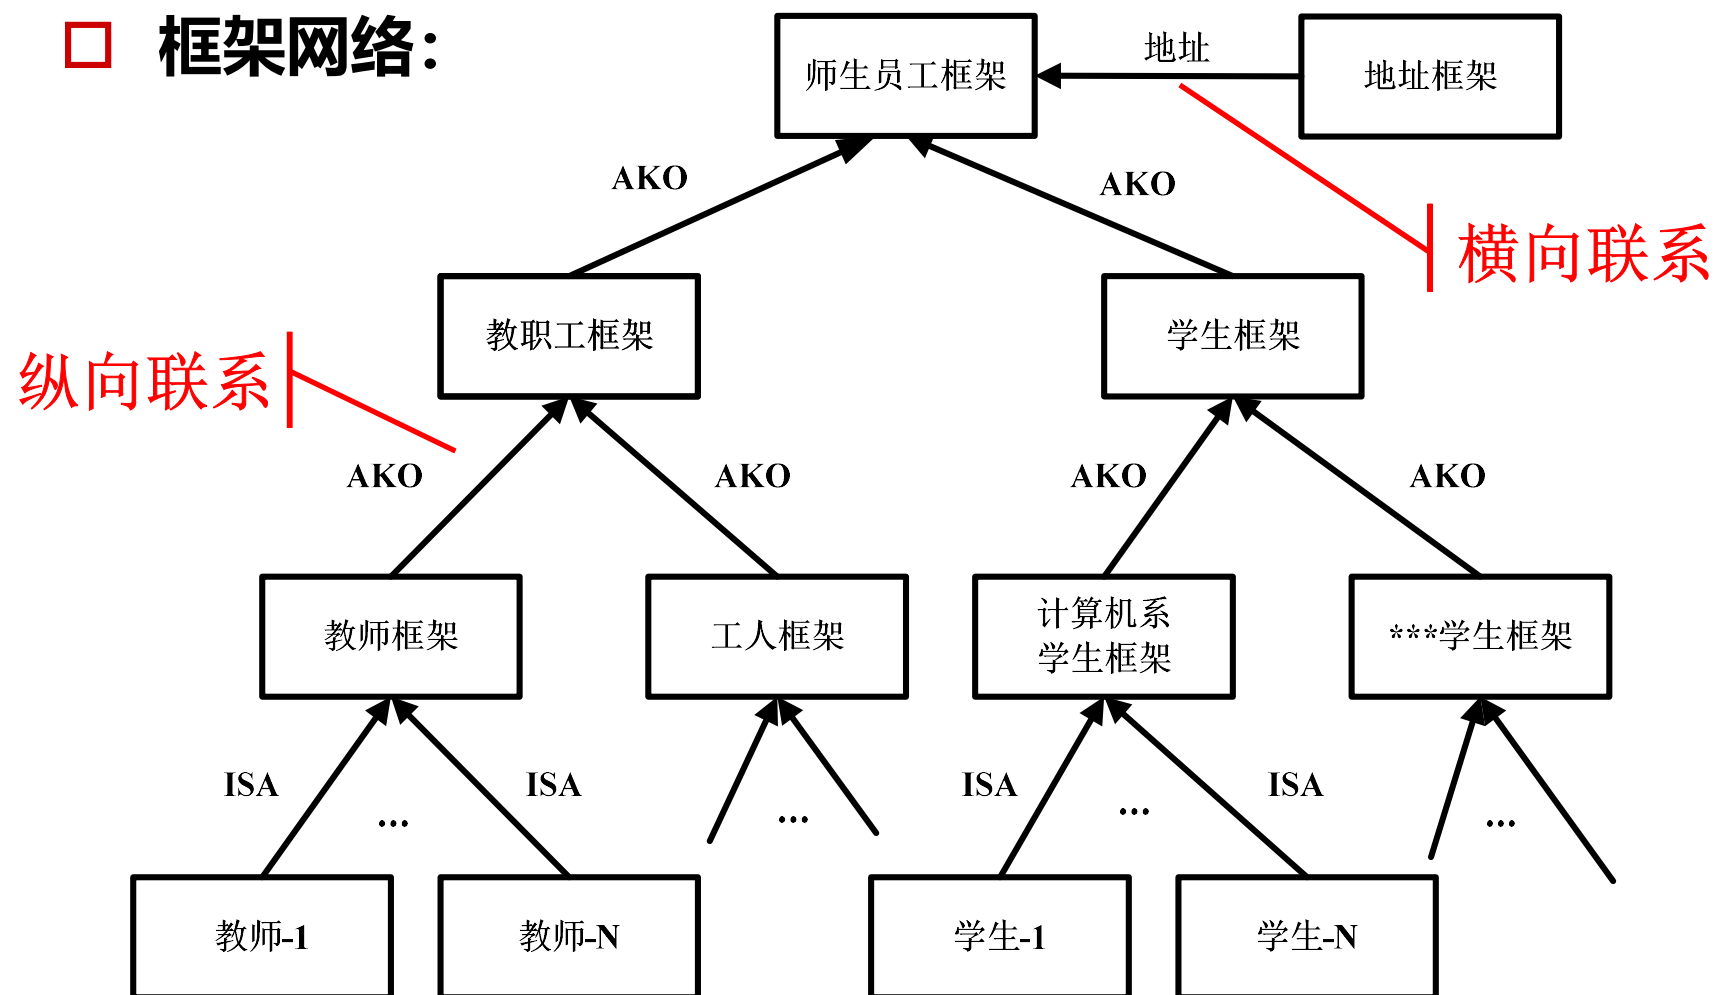 框架网络：
师生员工框架
地址
地址框架
AKO
AKO
横向联系
教职工框架
学生框架
纵向联系
AKO
AKO
AKO
AKO
教师框架
工人框架
计算机系
学生框架
***学生框架
ISA
...
ISA
...
ISA
...
ISA
...
教师-1
教师-N
学生-1
学生-N